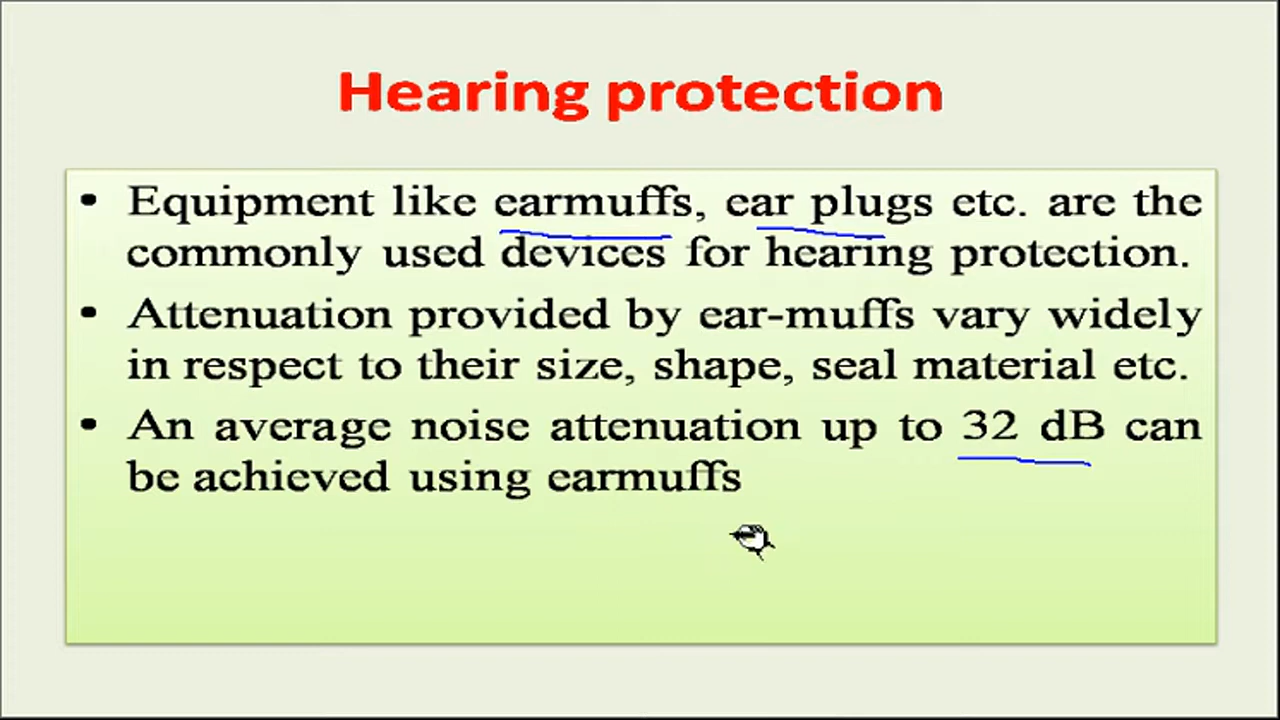 Hearing protection
• Equipment like earmuffs, ear plugs etc. are the
commonly used devices for hearing protection.
• Attenuation provided by ear-muffs vary widely
in respect to their size, shape, seal material etc.
• An average noise attenuation up to 32 dB can
be achieved using earmuffs